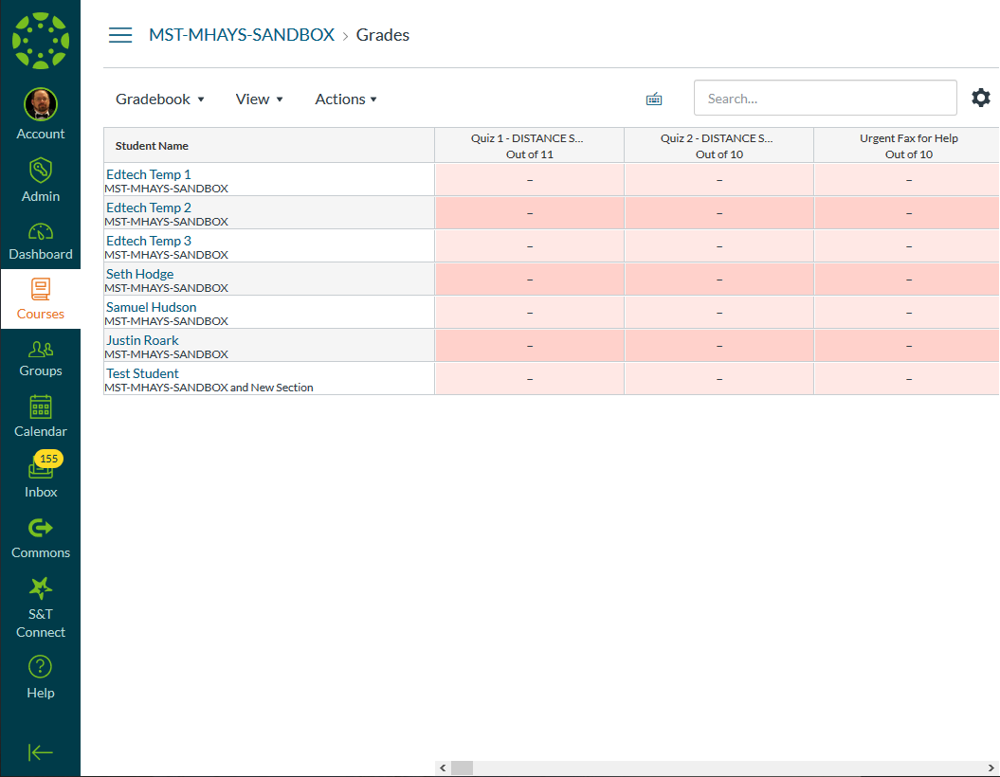 MST-MHAYS-SANDBOX › Grades
Account
Admin
Dashboard
Courses
Groups
Calendar
155
Inbox
Commons
S&T
Connect
Help
Gradebook View Actions Search...
Student Name Quiz 1 - DISTANCE S... Quiz 2 - DISTANCE S... Urgent Fax for Help
Out of 11 Out of 10 Out of 10
Edtech Temp 1 – – –
MST-MHAYS-SANDBOX
Edtech Temp 2 – – –
MST-MHAYS-SANDBOX
Edtech Temp 3 – – –
MST-MHAYS-SANDBOX
Seth Hodge – – –
MST-MHAYS-SANDBOX
Samuel Hudson – – –
MST-MHAYS-SANDBOX
Justin Roark – – –
MST-MHAYS-SANDBOX
Test Student – – –
MST-MHAYS-SANDBOX and New Section